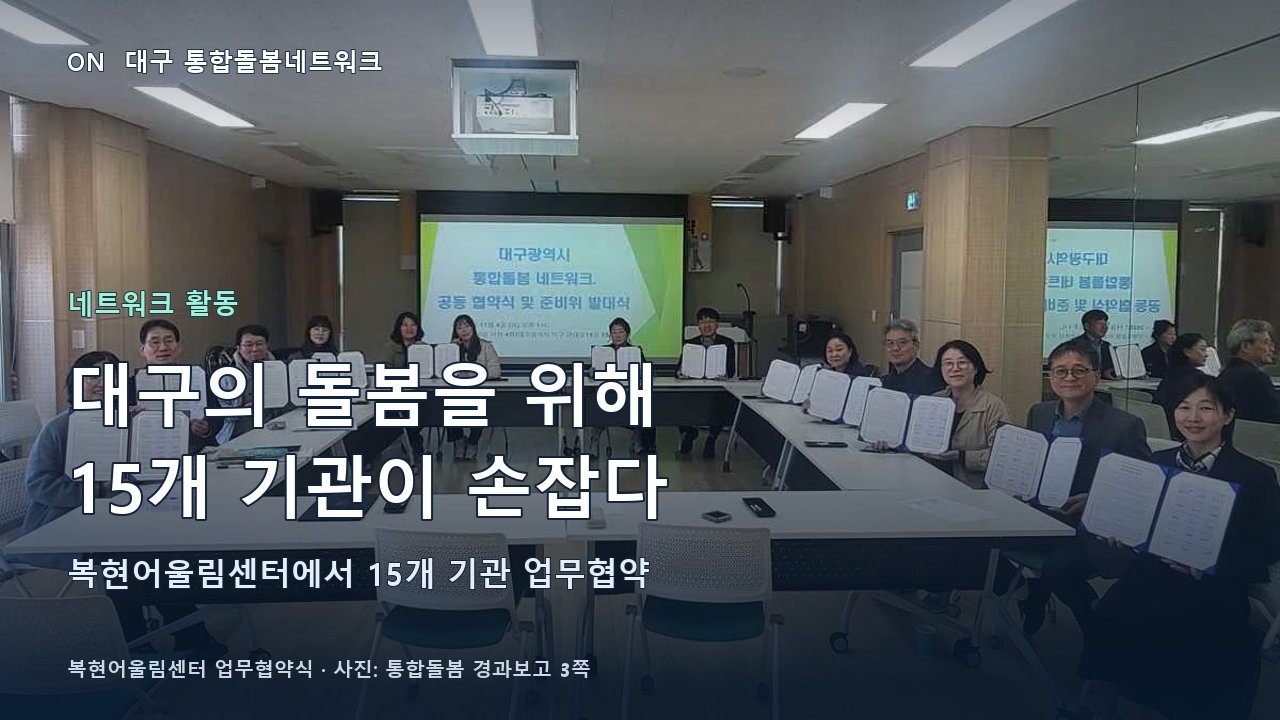 ON 대구 통합돌봄네트워크
대구광역시
통합돌봄 네트워크.
공동 협약식 및 준비위 발대식
네트워크 활동
대구의 돌봄을 위해
15개 기관이 손잡다
복현어울림센터에서 15개 기관 업무협약
복현어울림센터 업무협약식 · 사진: 통합돌봄 경과보고 3쪽